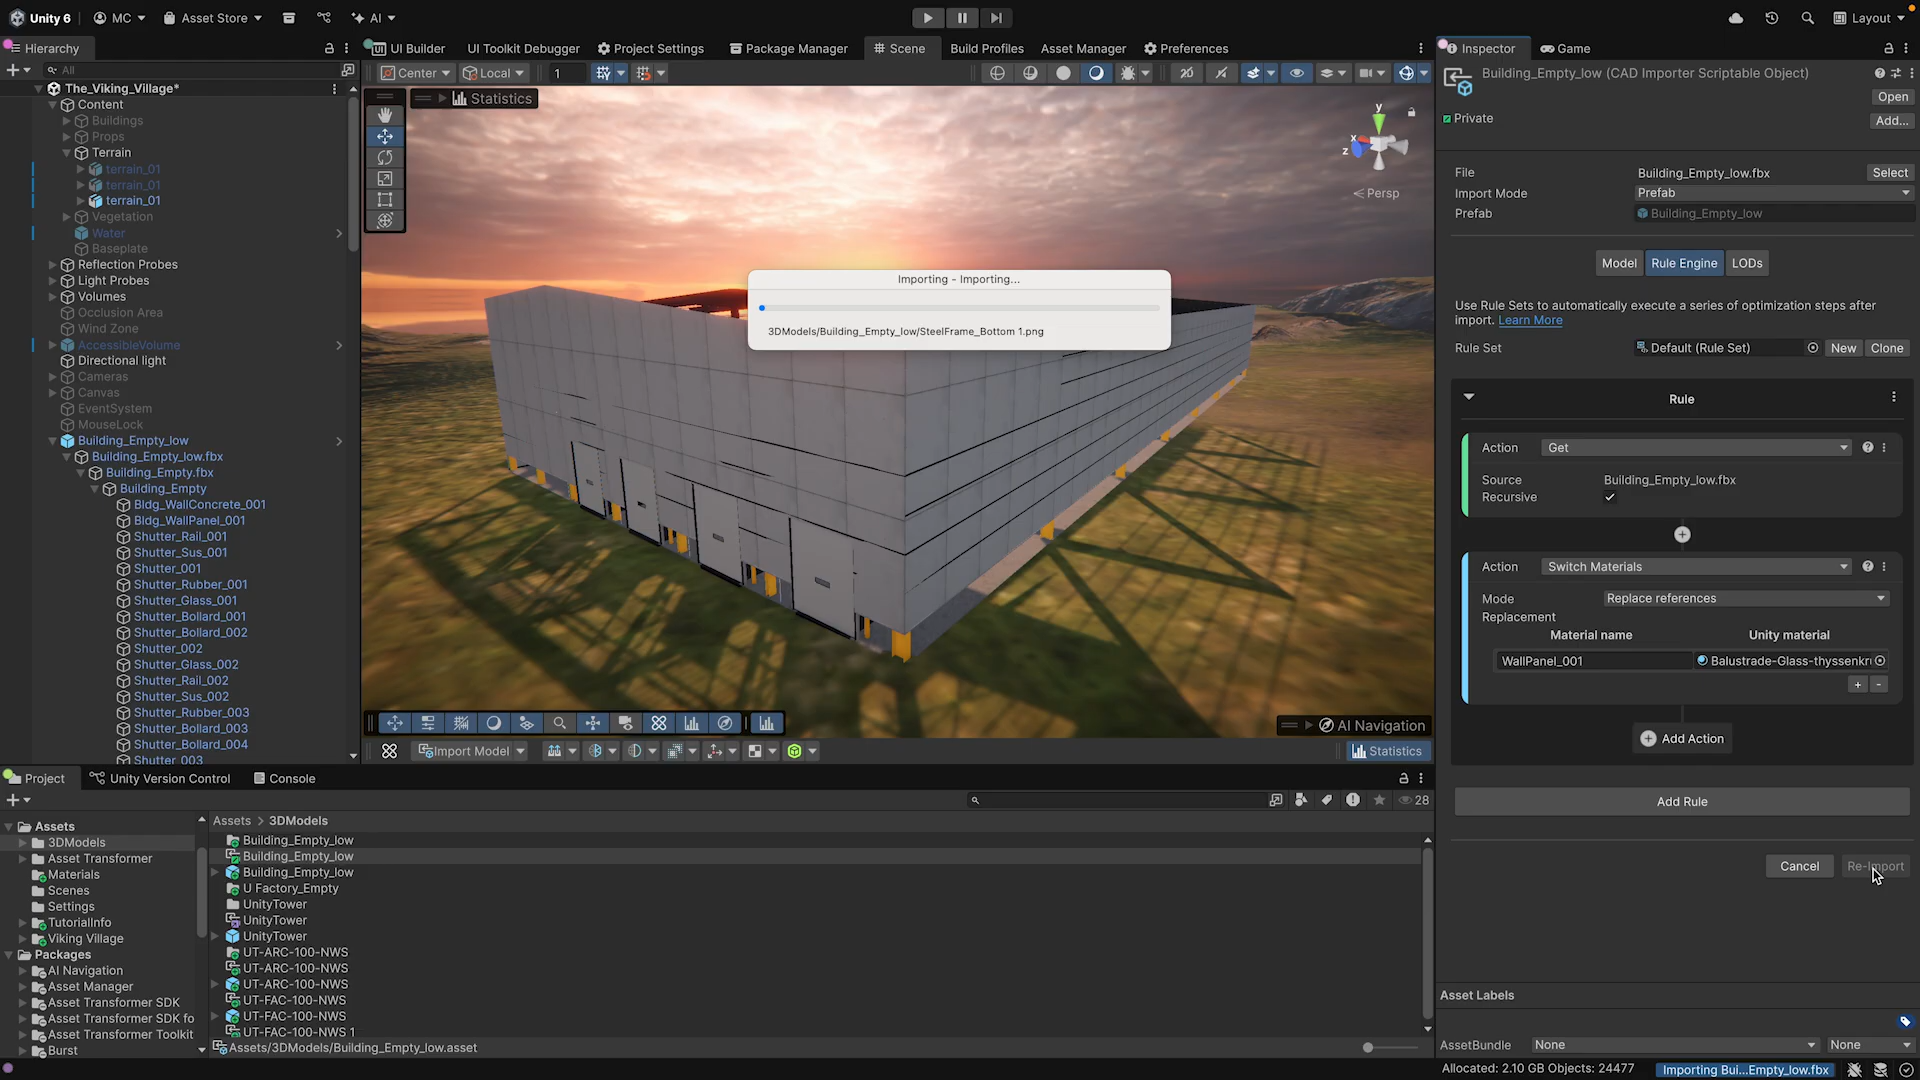 Unity 6
MC
Asset Store
AI
Layout
Hierarchy
UI Builder
UI Toolkit Debugger
Project Settings
Package Manager
Scene
Build Profiles
Asset Manager
Preferences
Inspector
Game
All
Center
Local
1
2D
Statistics
The_Viking_Village*
Content
Buildings
Props
Terrain
terrain_01
terrain_01
terrain_01
Vegetation
Water
Baseplate
Reflection Probes
Light Probes
Volumes
Occlusion Area
Wind Zone
AccessibleVolume
Directional light
Cameras
Canvas
EventSystem
MouseLock
Building_Empty_low
Building_Empty_low.fbx
Building_Empty.fbx
Building_Empty
Bldg_WallConcrete_001
Bldg_WallPanel_001
Shutter_Rail_001
Shutter_Sus_001
Shutter_001
Shutter_Rubber_001
Shutter_Glass_001
Shutter_Bollard_001
Shutter_Bollard_002
Shutter_002
Shutter_Glass_002
Shutter_Rail_002
Shutter_Sus_002
Shutter_Rubber_003
Shutter_Bollard_003
Shutter_Bollard_004
Shutter_003
y
x
z
Persp
Importing - Importing...
3DModels/Building_Empty_low/SteelFrame_Bottom 1.png
AI Navigation
Import Model
Statistics
Building_Empty_low (CAD Importer Scriptable Object)
Open
Private
Add...
File
Building_Empty_low.fbx
Select
Import Mode
Prefab
Prefab
Building_Empty_low
Model
Rule Engine
LODs
Use Rule Sets to automatically execute a series of optimization steps after
import. Learn More
Rule Set
Default (Rule Set)
New
Clone
Rule
Action
Get
Source
Building_Empty_low.fbx
Recursive
Action
Switch Materials
Mode
Replace references
Replacement
Material name
Unity material
WallPanel_001
Balustrade-Glass-thyssenkr
+
-
Add Action
Add Rule
Cancel
Re-Import
Asset Labels
AssetBundle
None
None
Project
Unity Version Control
Console
28
Assets
3DModels
Asset Transformer
Materials
Scenes
Settings
TutorialInfo
Viking Village
Packages
AI Navigation
Asset Manager
Asset Transformer SDK
Asset Transformer SDK fo
Asset Transformer Toolkit
Burst
Assets > 3DModels
Building_Empty_low
Building_Empty_low
Building_Empty_low
U Factory_Empty
UnityTower
UnityTower
UnityTower
UT-ARC-100-NWS
UT-ARC-100-NWS
UT-ARC-100-NWS
UT-FAC-100-NWS
UT-FAC-100-NWS
UT-FAC-100-NWS 1
Assets/3DModels/Building_Empty_low.asset
Allocated: 2.10 GB Objects: 24477
Importing Bui...Empty_low.fbx